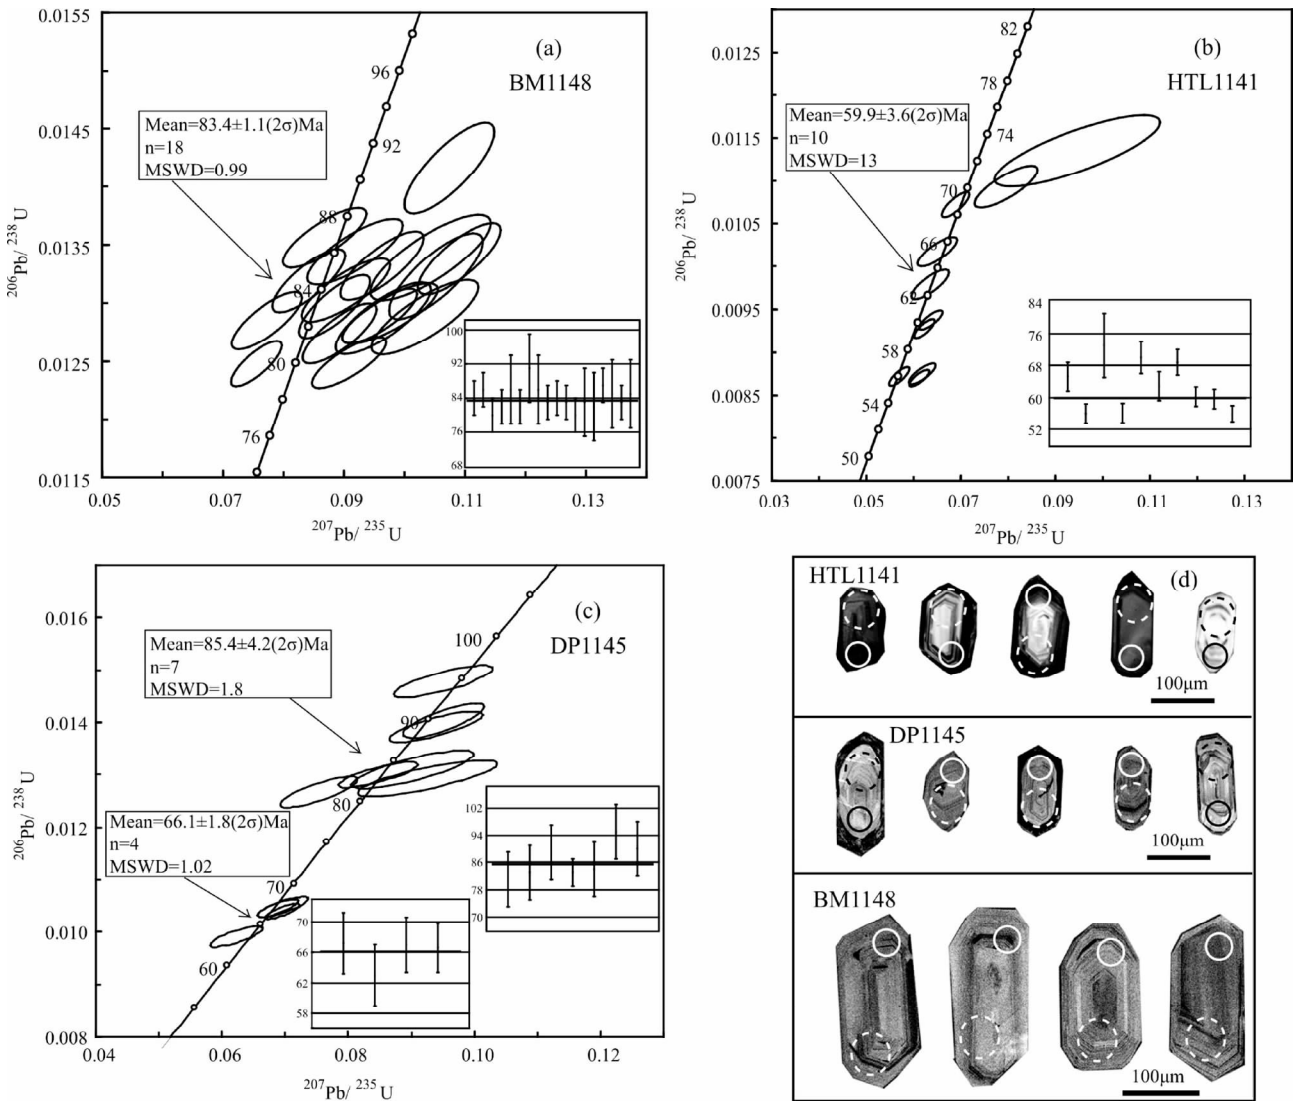 (a)
BM1148
Mean=83.4±1.1(2σ)Ma
n=18
MSWD=0.99
0.0155
0.0145
0.0135
0.0125
0.0115
206Pb/ 238U
96
92
88
84
80
76
100
92
84
76
68
0.05
0.07
0.09
0.11
0.13
207Pb/ 235U
(b)
HTL1141
Mean=59.9±3.6(2σ)Ma
n=10
MSWD=13
0.0125
0.0115
0.0105
0.0095
0.0085
0.0075
206Pb/ 238U
82
78
74
70
66
62
58
54
50
84
76
68
60
52
0.03
0.05
0.07
0.09
0.11
0.13
207Pb/ 235U
(c)
DP1145
Mean=85.4±4.2(2σ)Ma
n=7
MSWD=1.8
Mean=66.1±1.8(2σ)Ma
n=4
MSWD=1.02
0.016
0.014
0.012
0.010
0.008
206Pb/ 238U
100
90
80
70
60
102
94
86
78
70
70
66
62
58
0.04
0.06
0.08
0.10
0.12
207Pb/ 235U
HTL1141
(d)
100μm
DP1145
100μm
BM1148
100μm